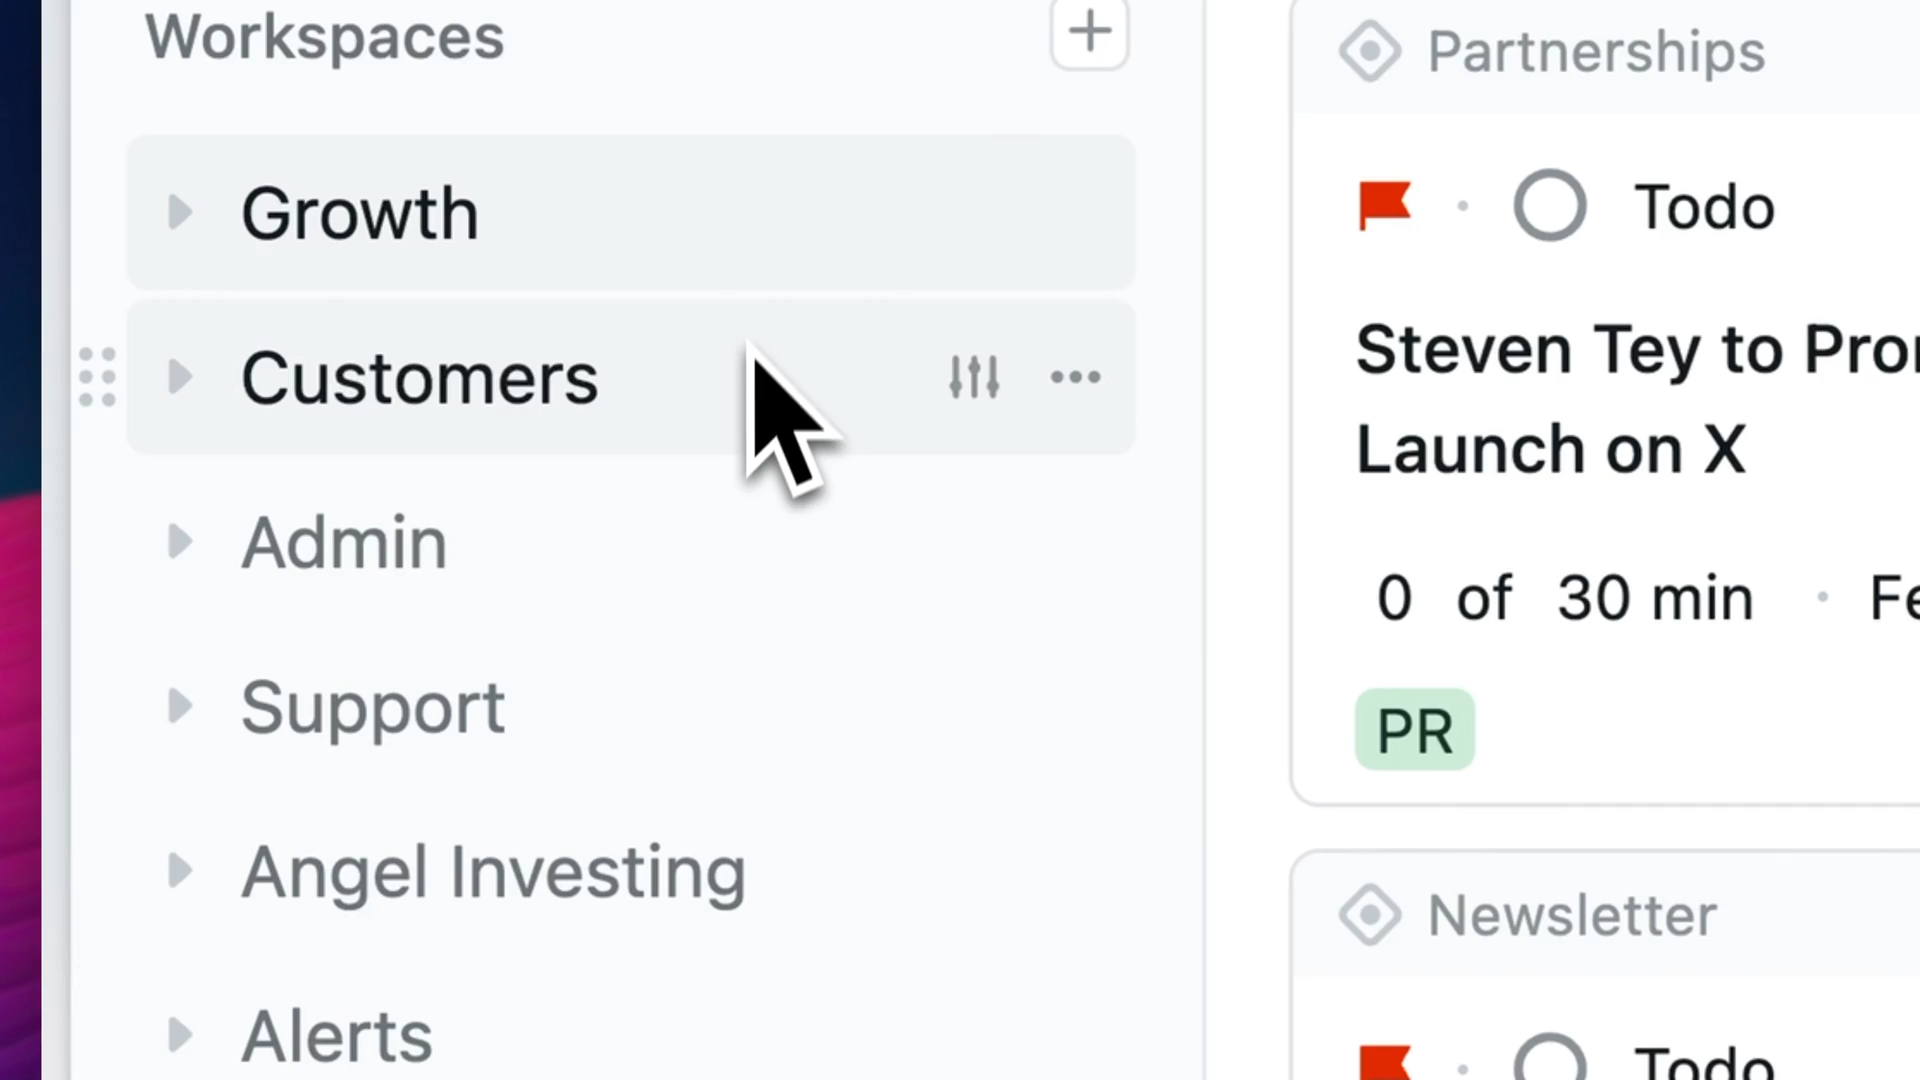 Workspaces
Growth
Customers
Admin
Support
Angel Investing
Alerts
Partnerships
Todo
Steven Tey to
Launch on X
0 of 30 min ·
PR
Newsletter
Todo